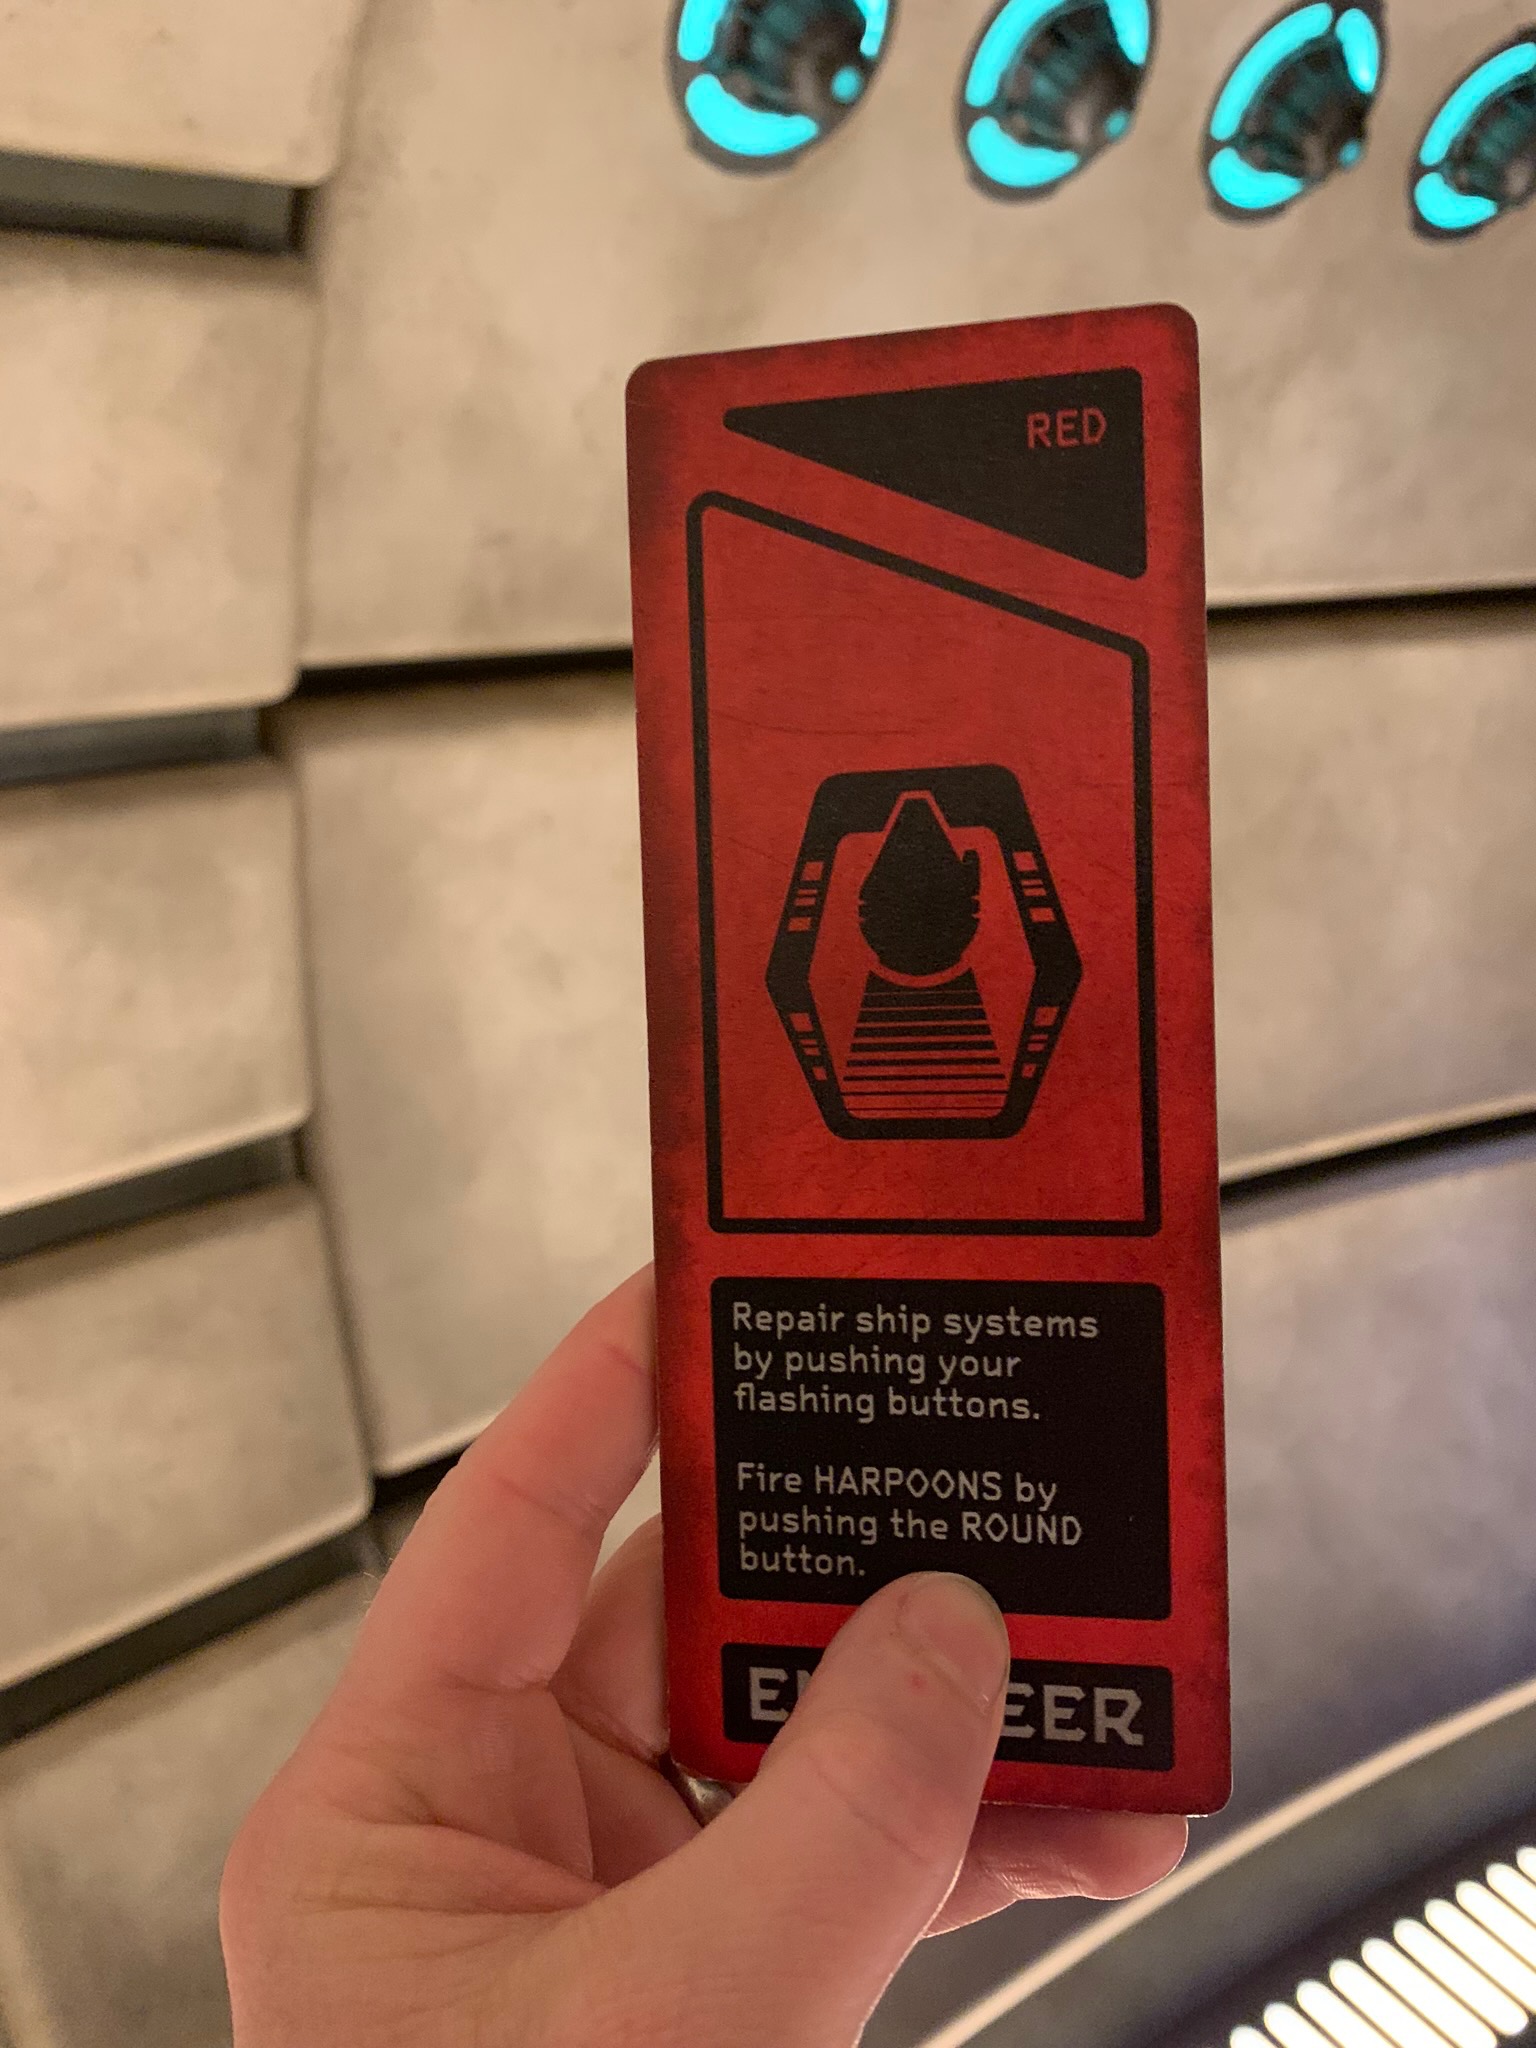 RED
Repair ship systems
by pushing your
flashing buttons.
Fire HARPOONS by
pushing the ROUND
button.